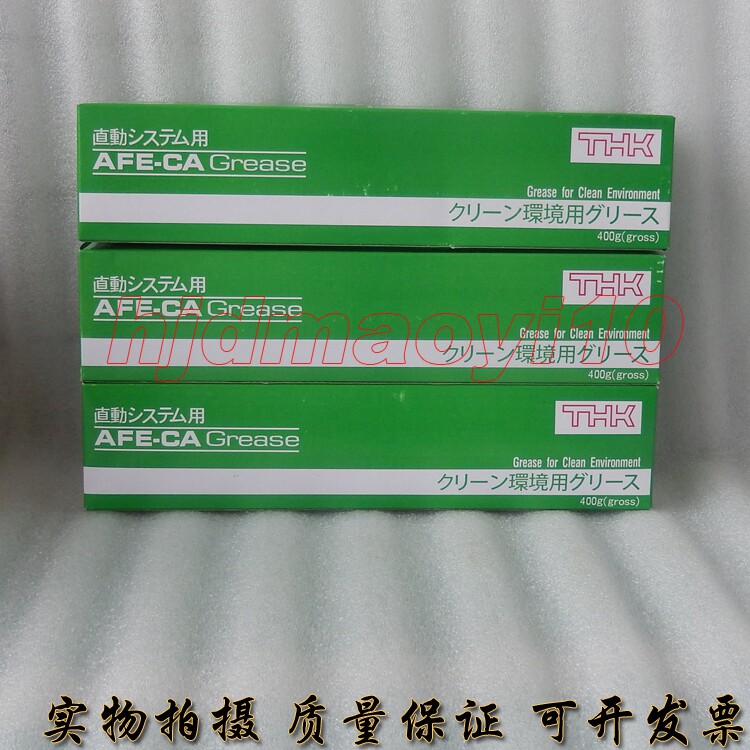 直動システム用
THK
AFE-CA Grease
Grease for Clean Environment
クリーン環境用グリース
400g(gross)
直動システム用
THK
AFE-CA Grease
hjdmaoyi10
Grease for Clean Environment
クリーン環境用グリース
400g(gross)
直動システム用
THK
AFE-CA Grease
Grease for Clean Environment
クリーン環境用グリース
400g(gross)
实物拍摄 质量保证 可开发票